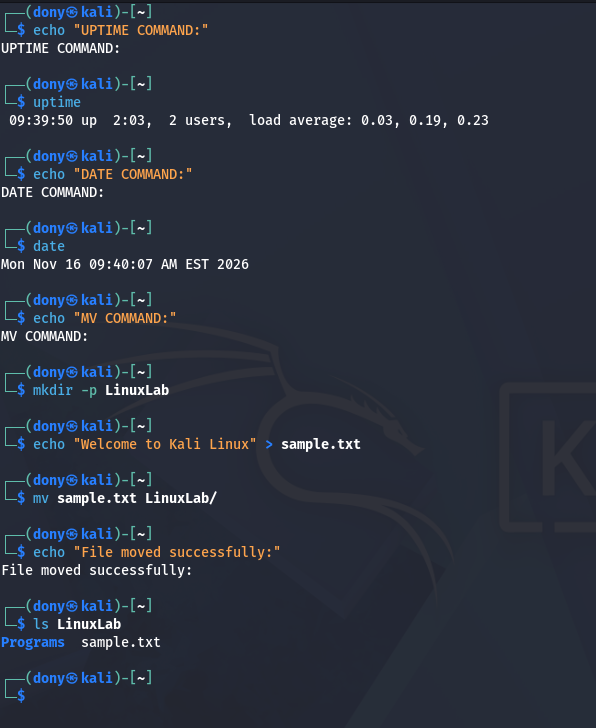 ┌──(dony㉿kali)-[~]
└─$ echo "UPTIME COMMAND:"
UPTIME COMMAND:
┌──(dony㉿kali)-[~]
└─$ uptime
 09:39:50 up  2:03,  2 users,  load average: 0.03, 0.19, 0.23
┌──(dony㉿kali)-[~]
└─$ echo "DATE COMMAND:"
DATE COMMAND:
┌──(dony㉿kali)-[~]
└─$ date
Mon Nov 16 09:40:07 AM EST 2026
┌──(dony㉿kali)-[~]
└─$ echo "MV COMMAND:"
MV COMMAND:
┌──(dony㉿kali)-[~]
└─$ mkdir -p LinuxLab
┌──(dony㉿kali)-[~]
└─$ echo "Welcome to Kali Linux" > sample.txt
┌──(dony㉿kali)-[~]
└─$ mv sample.txt LinuxLab/
┌──(dony㉿kali)-[~]
└─$ echo "File moved successfully:"
File moved successfully:
┌──(dony㉿kali)-[~]
└─$ ls LinuxLab
Programs  sample.txt
┌──(dony㉿kali)-[~]
└─$
K